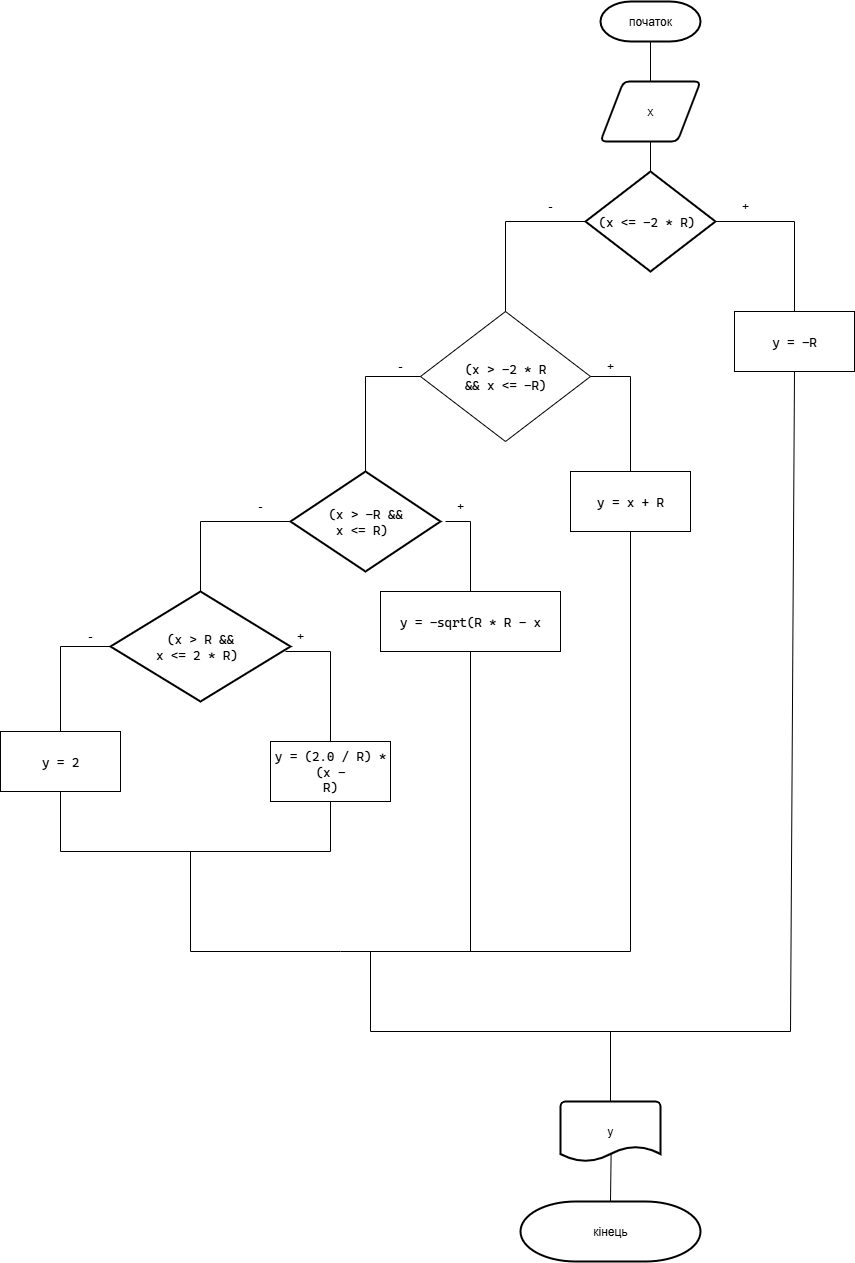 початок
x
- +
(x <= −2 * R)
y = −R
- +
(x > −2 * R
&& x <= −R)
y = x + R
- +
(x > −R &&
x <= R)
y = −sqrt(R * R − x
- +
(x > R &&
x <= 2 * R)
y = 2
y = (2.0 / R) *
(x −
R)
y
кінець